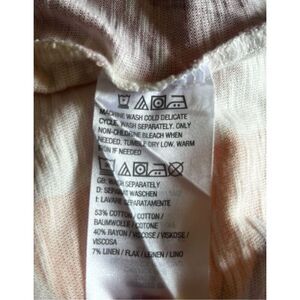 MACHINE WASH COLD DELICATE
CYCLE, WASH SEPARATELY. ONLY
NON-CHLORINE BLEACH WHEN
NEEDED, TUMBLE DRY LOW, WARM
IRON IF NEEDED
GB: WASH SEPARATELY
D: SEPARAT WASCHEN
I: LAVARE SEPARATAMENTE
53% COTTON / COTTON /
BAUMWOLLE / COTONE
40% RAYON / VISCOSE / VISKOSE /
VISCOSA
7% LINEN / FLAX / LEINEN / LINO